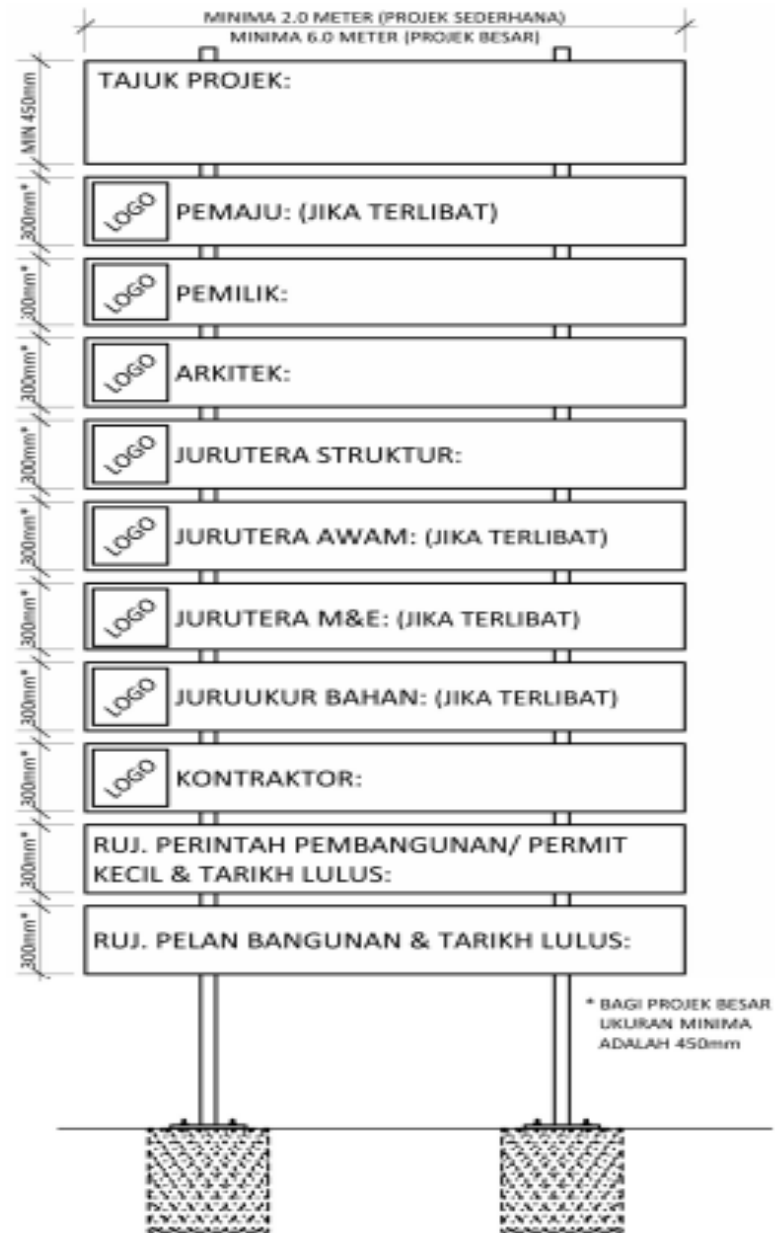 MINIMA 2.0 METER (PROJEK SEDERHANA)
MINIMA 6.0 METER (PROJEK BESAR)
MIN 450mm
TAJUK PROJEK:
300mm*
LOGO
PEMAJU: (JIKA TERLIBAT)
300mm*
LOGO
PEMILIK:
300mm*
LOGO
ARKITEK:
300mm*
LOGO
JURUTERA STRUKTUR:
300mm*
LOGO
JURUTERA AWAM: (JIKA TERLIBAT)
300mm*
LOGO
JURUTERA M&E: (JIKA TERLIBAT)
300mm*
LOGO
JURUUKUR BAHAN: (JIKA TERLIBAT)
300mm*
LOGO
KONTRAKTOR:
300mm*
RUJ. PERINTAH PEMBANGUNAN/ PERMIT
KECIL & TARIKH LULUS:
300mm*
RUJ. PELAN BANGUNAN & TARIKH LULUS:
* BAGI PROJEK BESAR
UKURAN MINIMA
ADALAH 450mm